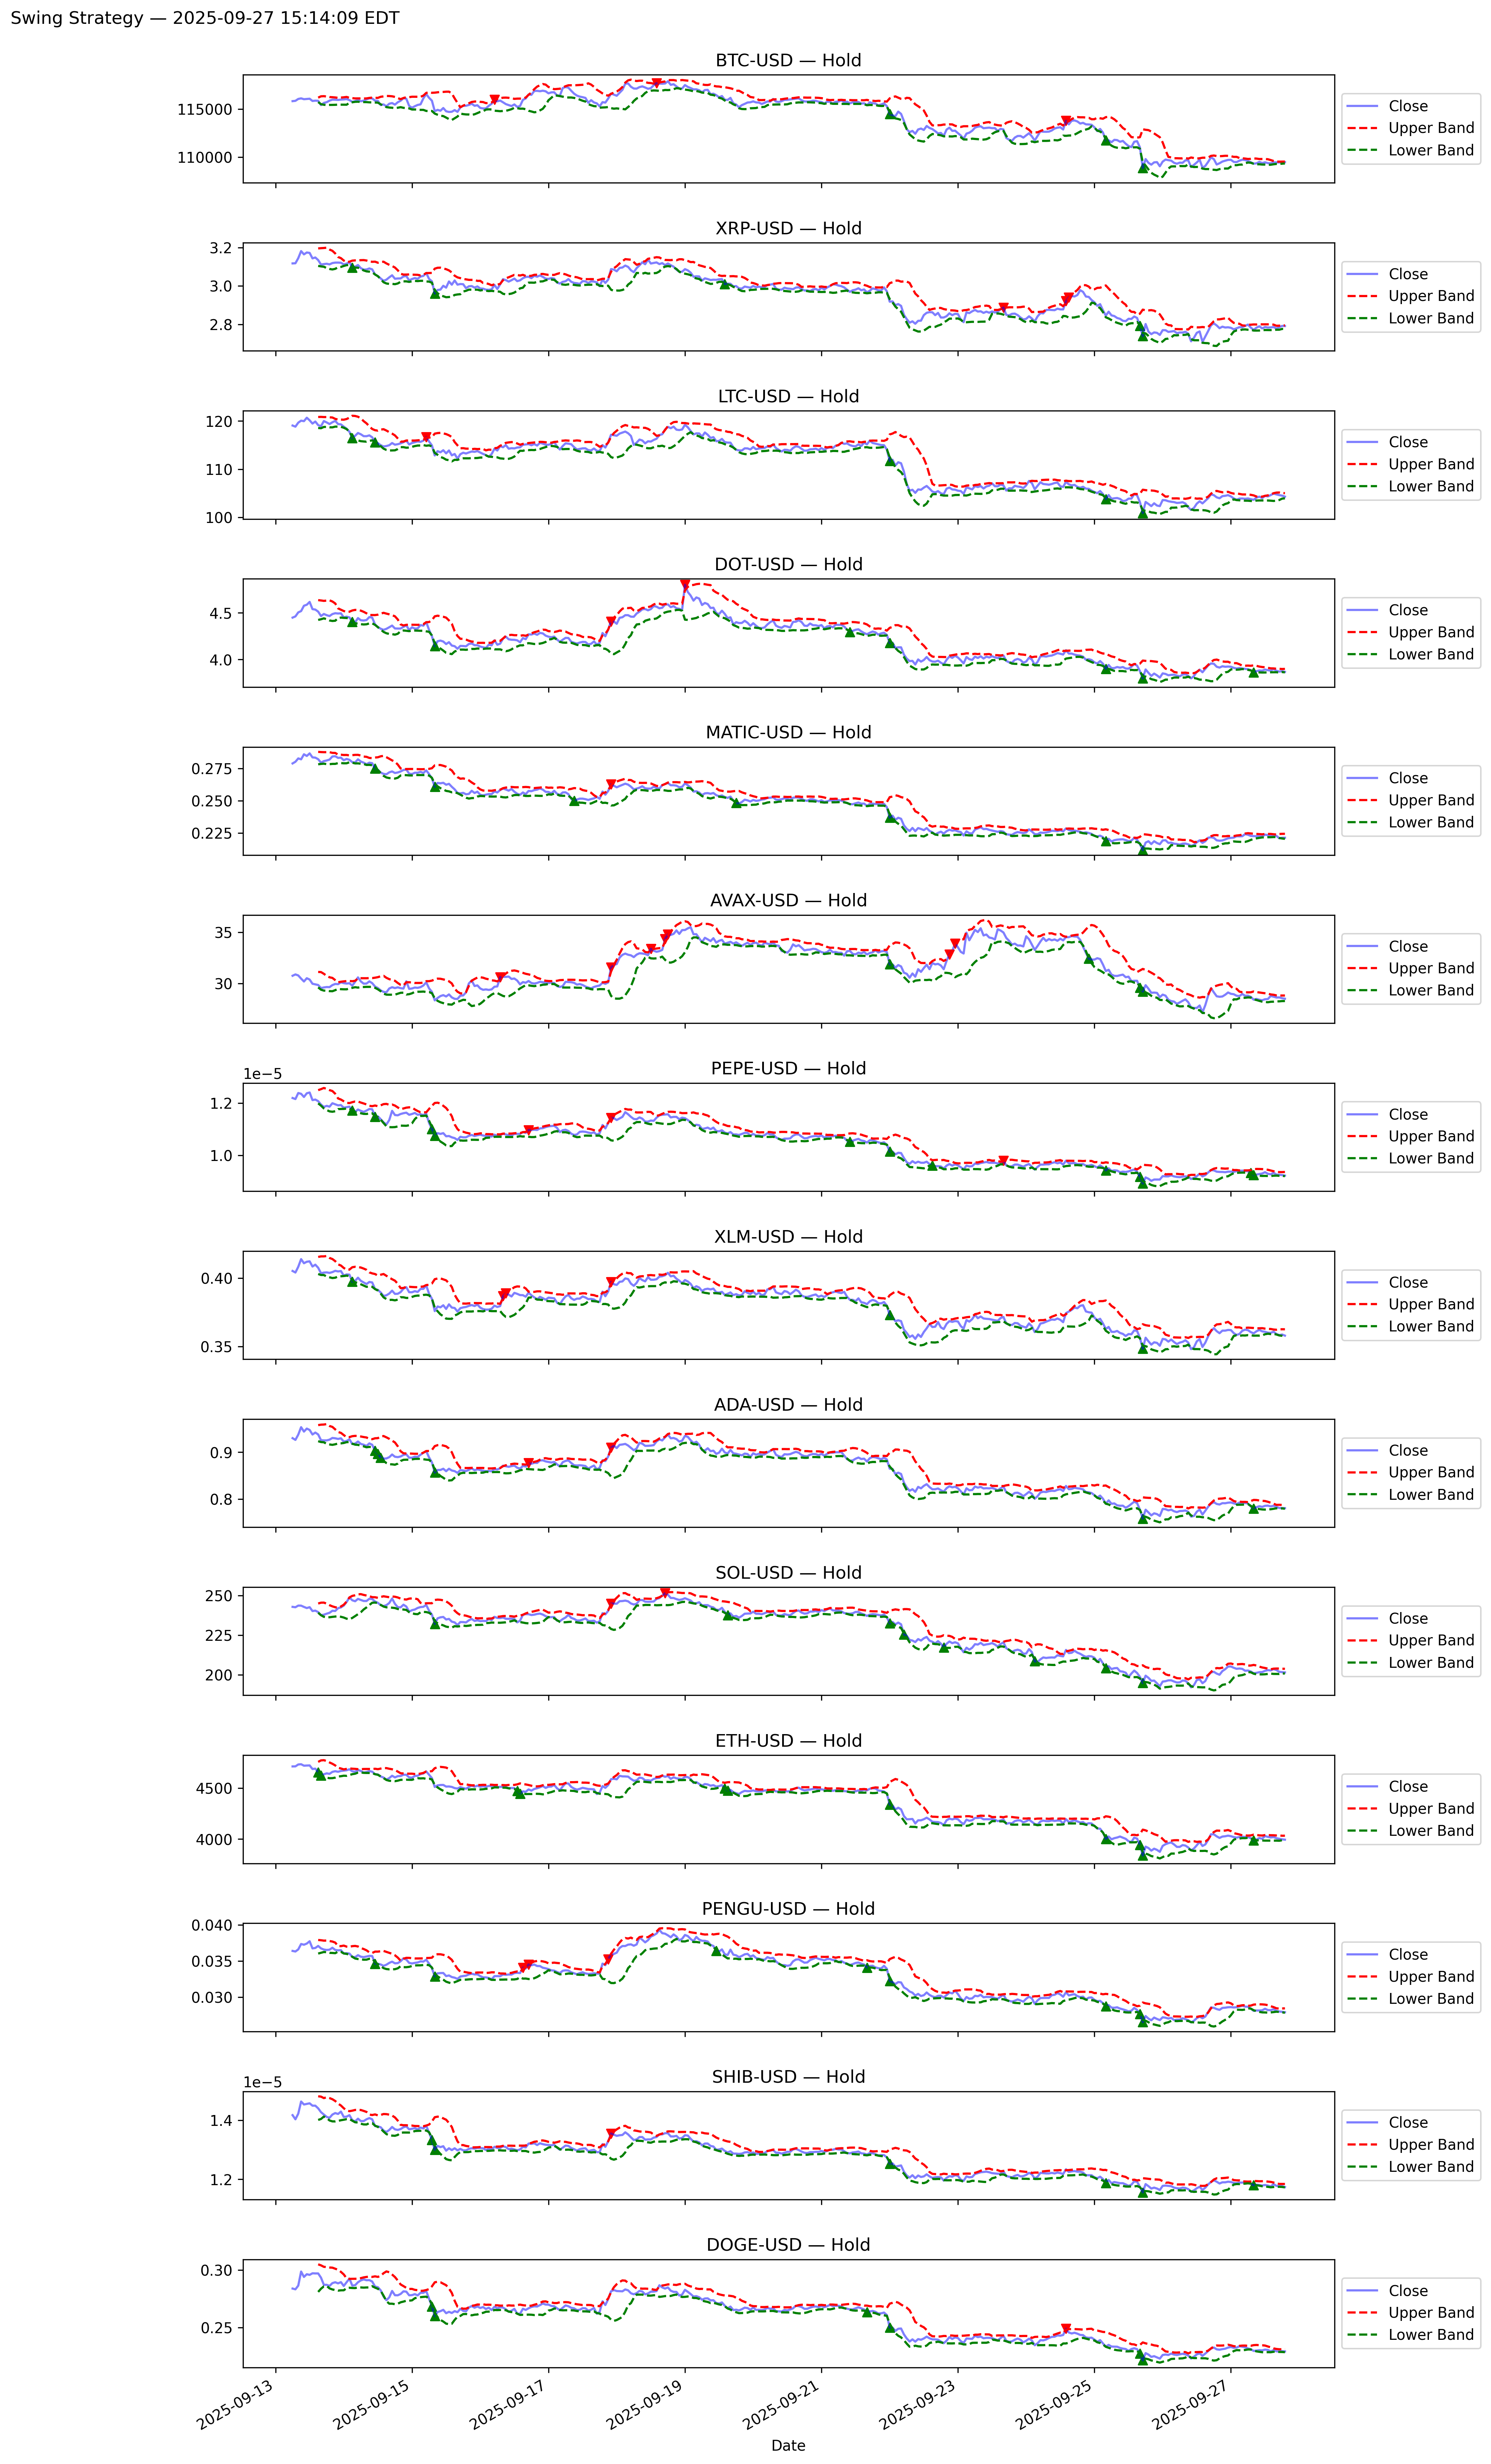 Swing Strategy — 2025-09-27 15:14:09 EDT
BTC-USD — Hold
115000
110000
Close
Upper Band
Lower Band
XRP-USD — Hold
3.2
3.0
2.8
Close
Upper Band
Lower Band
LTC-USD — Hold
120
110
100
Close
Upper Band
Lower Band
DOT-USD — Hold
4.5
4.0
Close
Upper Band
Lower Band
MATIC-USD — Hold
0.275
0.250
0.225
Close
Upper Band
Lower Band
AVAX-USD — Hold
35
30
Close
Upper Band
Lower Band
PEPE-USD — Hold
1e−5
1.2
1.0
Close
Upper Band
Lower Band
XLM-USD — Hold
0.40
0.35
Close
Upper Band
Lower Band
ADA-USD — Hold
0.9
0.8
Close
Upper Band
Lower Band
SOL-USD — Hold
250
225
200
Close
Upper Band
Lower Band
ETH-USD — Hold
4500
4000
Close
Upper Band
Lower Band
PENGU-USD — Hold
0.040
0.035
0.030
Close
Upper Band
Lower Band
SHIB-USD — Hold
1e−5
1.4
1.2
Close
Upper Band
Lower Band
DOGE-USD — Hold
0.30
0.25
Close
Upper Band
Lower Band
2025-09-13
2025-09-15
2025-09-17
2025-09-19
2025-09-21
2025-09-23
2025-09-25
2025-09-27
Date